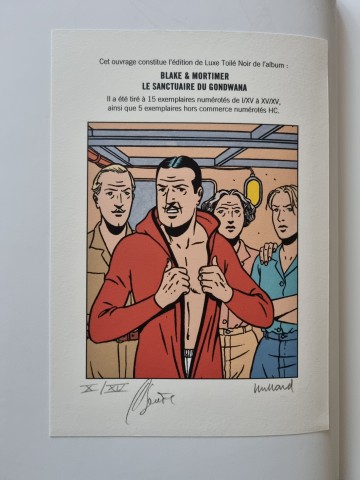 Cet ouvrage constitue l'édition de Luxe Toilé Noir de l'album :
BLAKE & MORTIMER
LE SANCTUAIRE DU GONDWANA
Il a été tiré à 15 exemplaires numérotés de I/XV à XV/XV,
ainsi que 5 exemplaires hors commerce numérotés HC.
X/XV